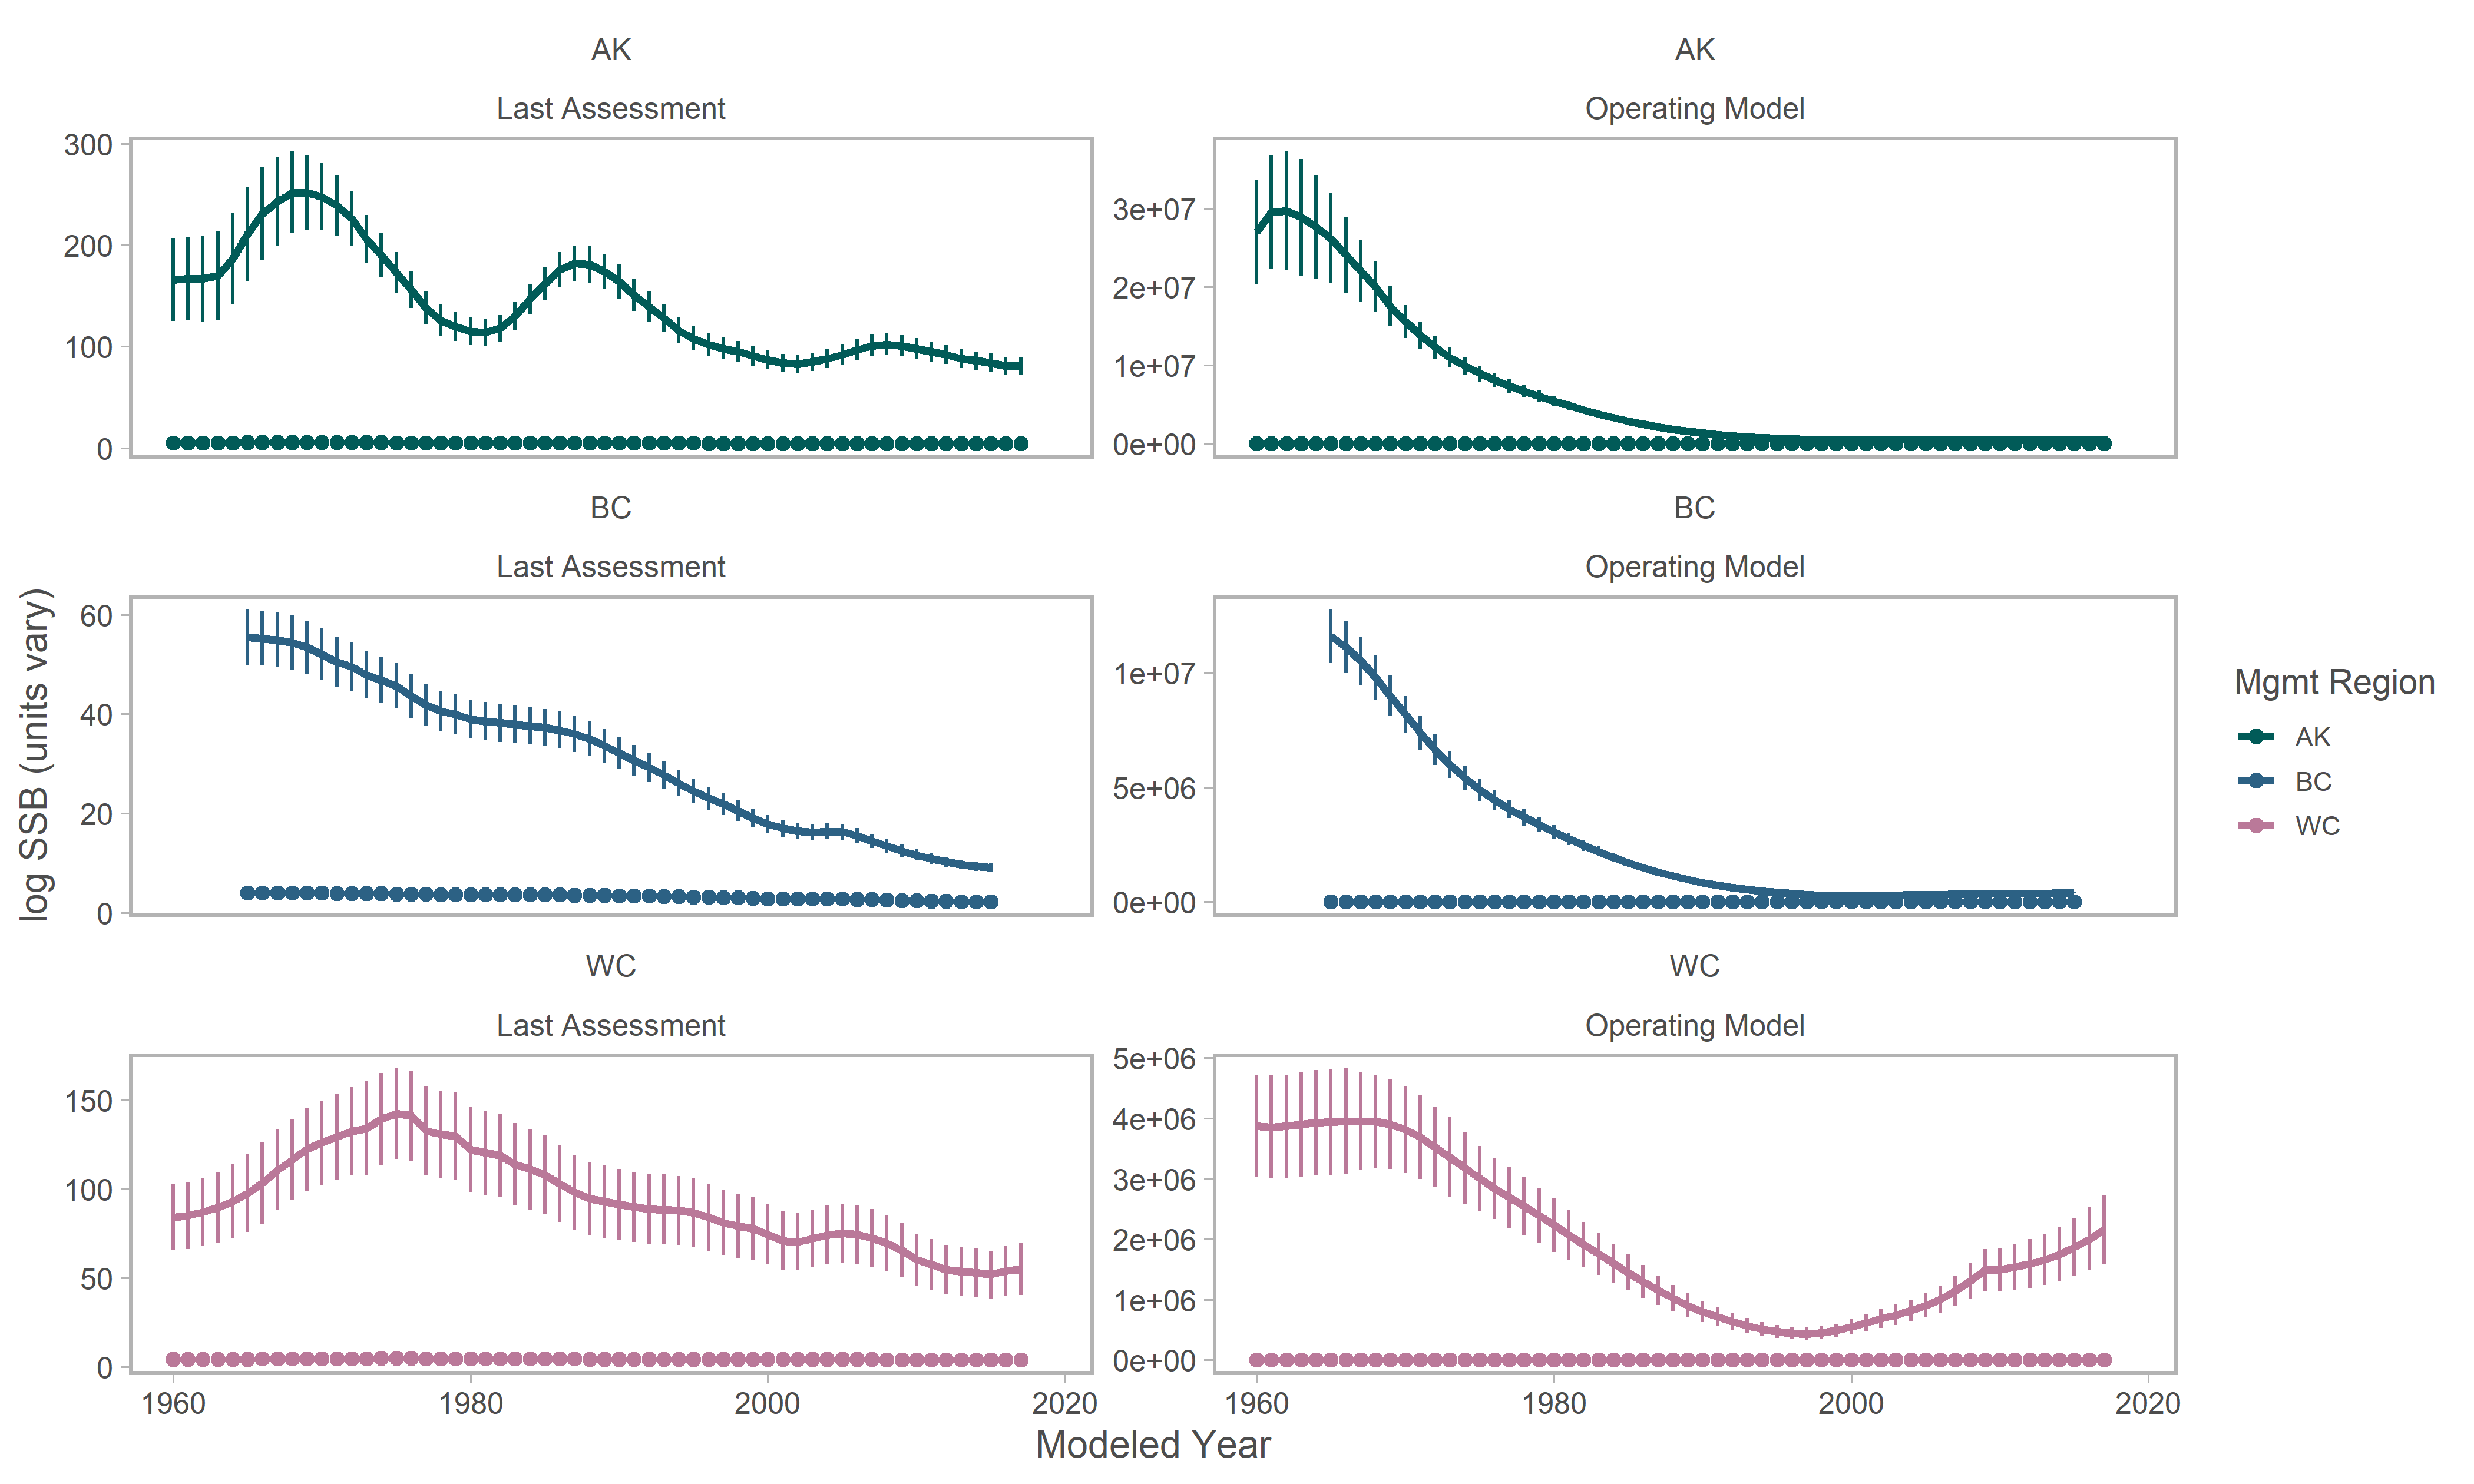 AK
Last Assessment
300
200
100
0
AK
Operating Model
3e+07
2e+07
1e+07
0e+00
BC
Last Assessment
60
40
20
0
BC
Operating Model
1e+07
5e+06
0e+00
WC
Last Assessment
150
100
50
0
1960 1980 2000 2020
WC
Operating Model
5e+06
4e+06
3e+06
2e+06
1e+06
0e+00
1960 1980 2000 2020
log SSB (units vary)
Modeled Year
Mgmt Region
AK
BC
WC